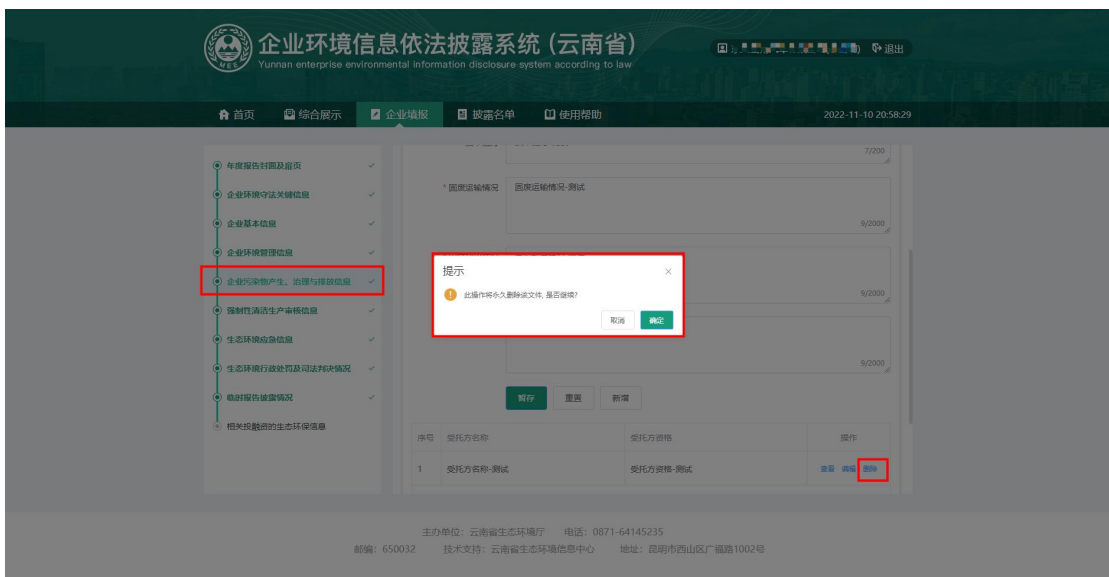 企业环境信息依法披露系统 (云南省)
Yunnan enterprise environmental information disclosure system according to law
退出
首页 综合展示 企业填报 披露名单 使用帮助 2022-11-10 20:58:29
7/200
年度报告封面及扉页
* 固废运输情况 固废运输情况-测试
企业环境守法关键信息
企业基本信息 9/2000
企业环境管理信息
提示
企业污染物产生、治理与排放信息
此操作将永久删除该文件, 是否继续?
9/2000
强制性清洁生产审核信息
取消 确定
生态环境应急信息
生态环境行政处罚及司法判决情况 9/2000
临时报告披露情况
暂存 重置 新增
相关投融资的生态环保信息
序号 受托方名称 受托方资格 操作
1 受托方名称-测试 受托方资格-测试 查看 编辑 删除
主办单位：云南省生态环境厅 电话：0871-64145235
邮编：650032 技术支持：云南省生态环境信息中心 地址：昆明市西山区广福路1002号